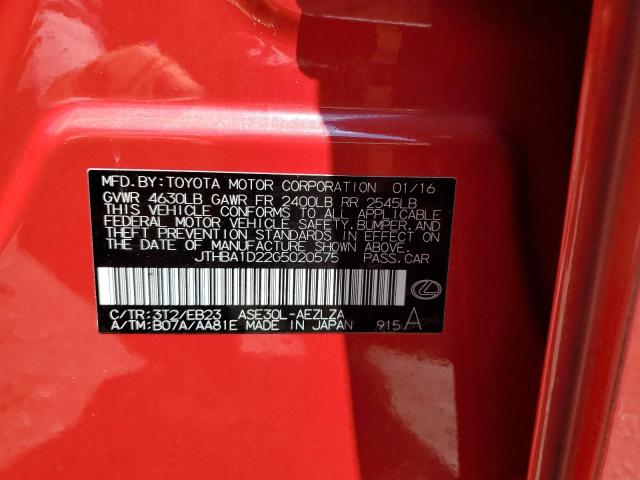 MFD. BY: TOYOTA MOTOR CORPORATION 01/16
GVWR 4630LB GAWR FR 2400LB RR 2545LB
THIS VEHICLE CONFORMS TO ALL APPLICABLE
FEDERAL MOTOR VEHICLE SAFETY, BUMPER, AND
THEFT PREVENTION STANDARDS IN EFFECT ON
THE DATE OF MANUFACTURE SHOWN ABOVE.
JTHBA1D22G5020575 PASS. CAR
C/TR: 3T2/EB23 ASE30L-AEZLZA
A/TM: B07A/AA81E MADE IN JAPAN 915 A